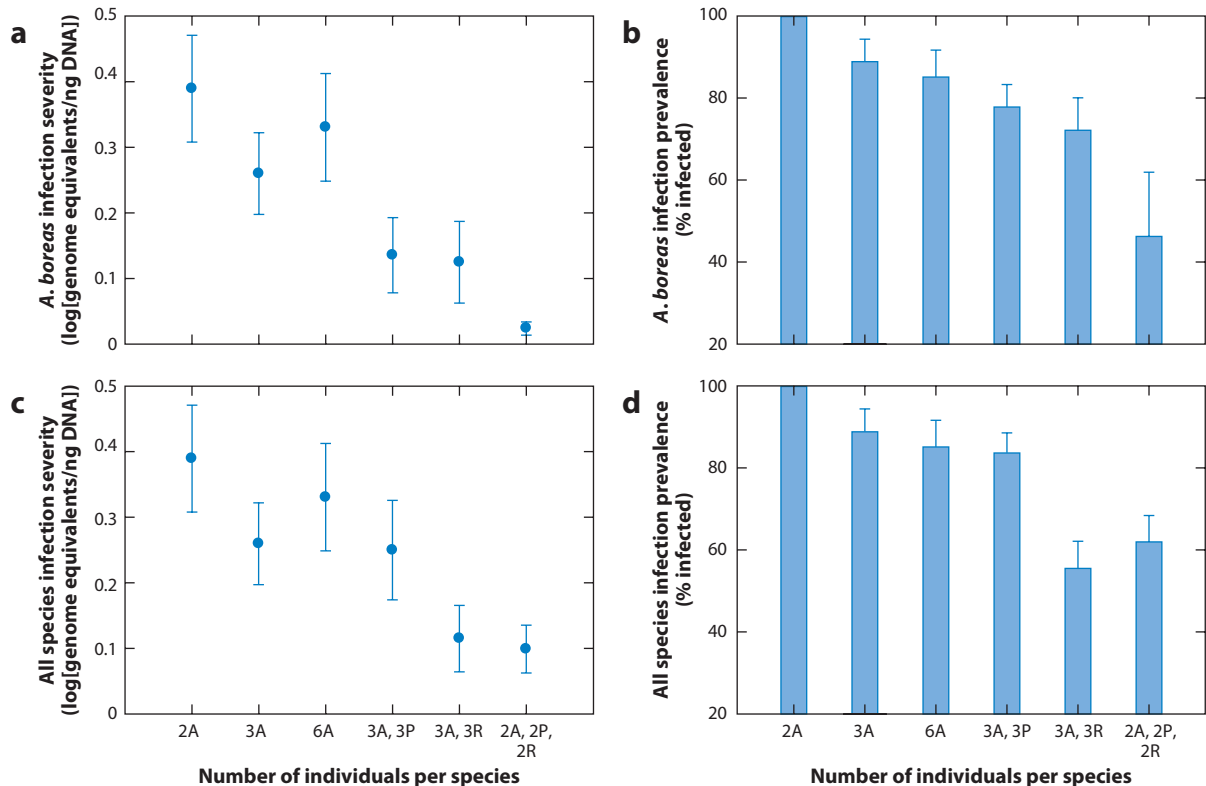 a
A. boreas infection severity
(log[genome equivalents/ng DNA])
0.5
0.4
0.3
0.2
0.1
0
b
A. boreas infection prevalence
(% infected)
100
80
60
40
20
c
All species infection severity
(log[genome equivalents/ng DNA])
0.5
0.4
0.3
0.2
0.1
0
2A
3A
6A
3A, 3P
3A, 3R
2A, 2P,
2R
Number of individuals per species
d
All species infection prevalence
(% infected)
100
80
60
40
20
2A
3A
6A
3A, 3P
3A, 3R
2A, 2P,
2R
Number of individuals per species